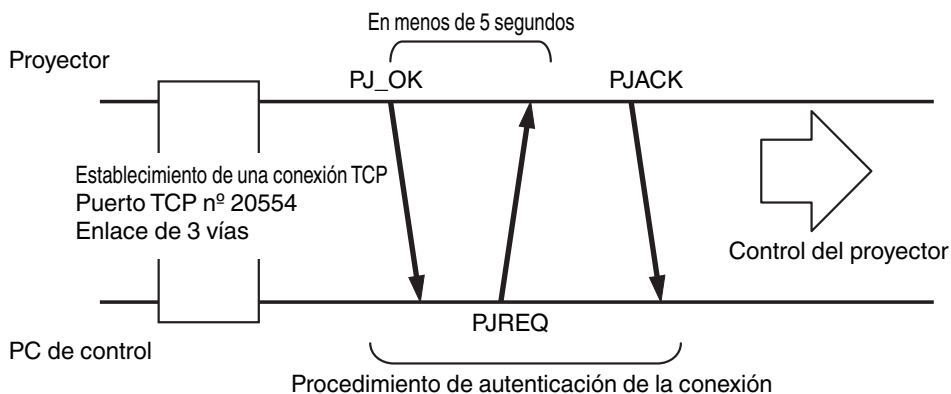 En menos de 5 segundos
Proyector
PJ_OK
PJACK
Establecimiento de una conexión TCP
Puerto TCP nº 20554
Enlace de 3 vías
Control del proyector
PJREQ
PC de control
Procedimiento de autenticación de la conexión